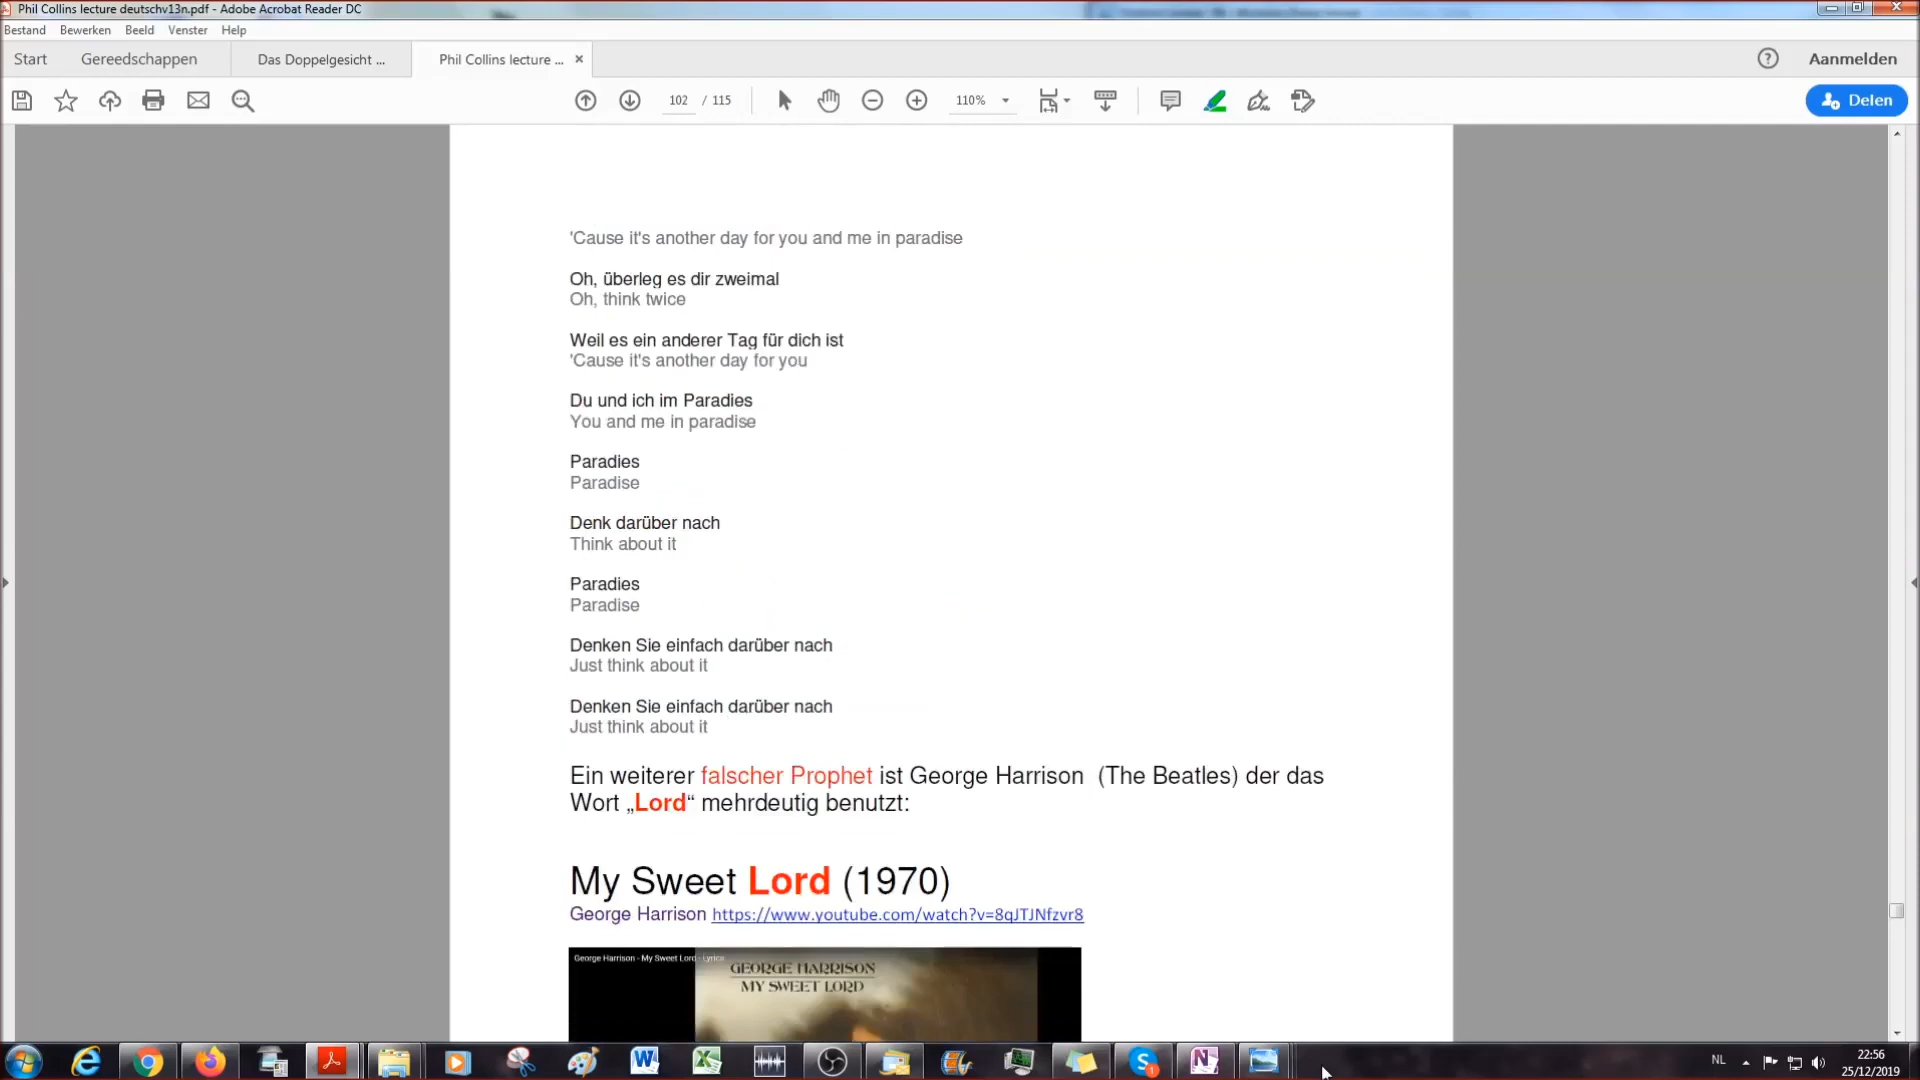 Phil Collins lecture deutschv13n.pdf - Adobe Acrobat Reader DC
Bestand Bewerken Beeld Venster Help
Start Gereedschappen Das Doppelgesicht ... Phil Collins lecture ... × Aanmelden
102 / 115 110% Delen
'Cause it's another day for you and me in paradise
Oh, überleg es dir zweimal
Oh, think twice
Weil es ein anderer Tag für dich ist
'Cause it's another day for you
Du und ich im Paradies
You and me in paradise
Paradies
Paradise
Denk darüber nach
Think about it
Paradies
Paradise
Denken Sie einfach darüber nach
Just think about it
Denken Sie einfach darüber nach
Just think about it
Ein weiterer falscher Prophet ist George Harrison (The Beatles) der das
Wort „Lord“ mehrdeutig benutzt:
My Sweet Lord (1970)
George Harrison https://www.youtube.com/watch?v=8qJTJNfzvr8
George Harrison - My Sweet Lord - Lyrics
GEORGE HARRISON
MY SWEET LORD
NL 22:56
25/12/2019